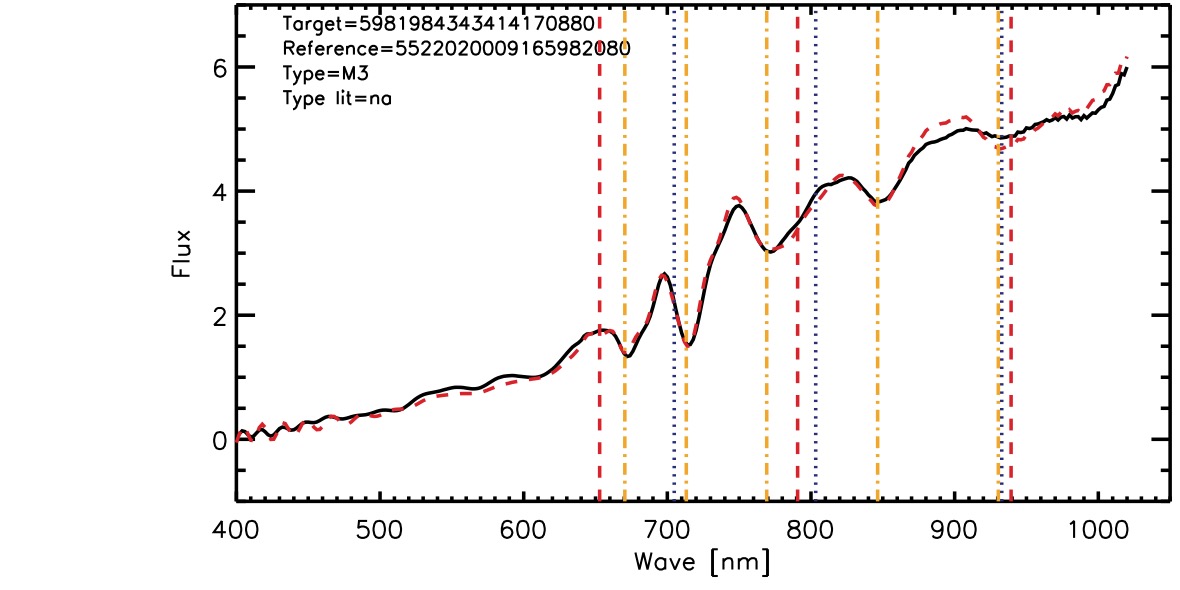 Target=5981984343414170880
Reference=5522020009165982080
Type=M3
Type lit=na
6
4
2
0
Flux
400 500 600 700 800 900 1000
Wave [nm]